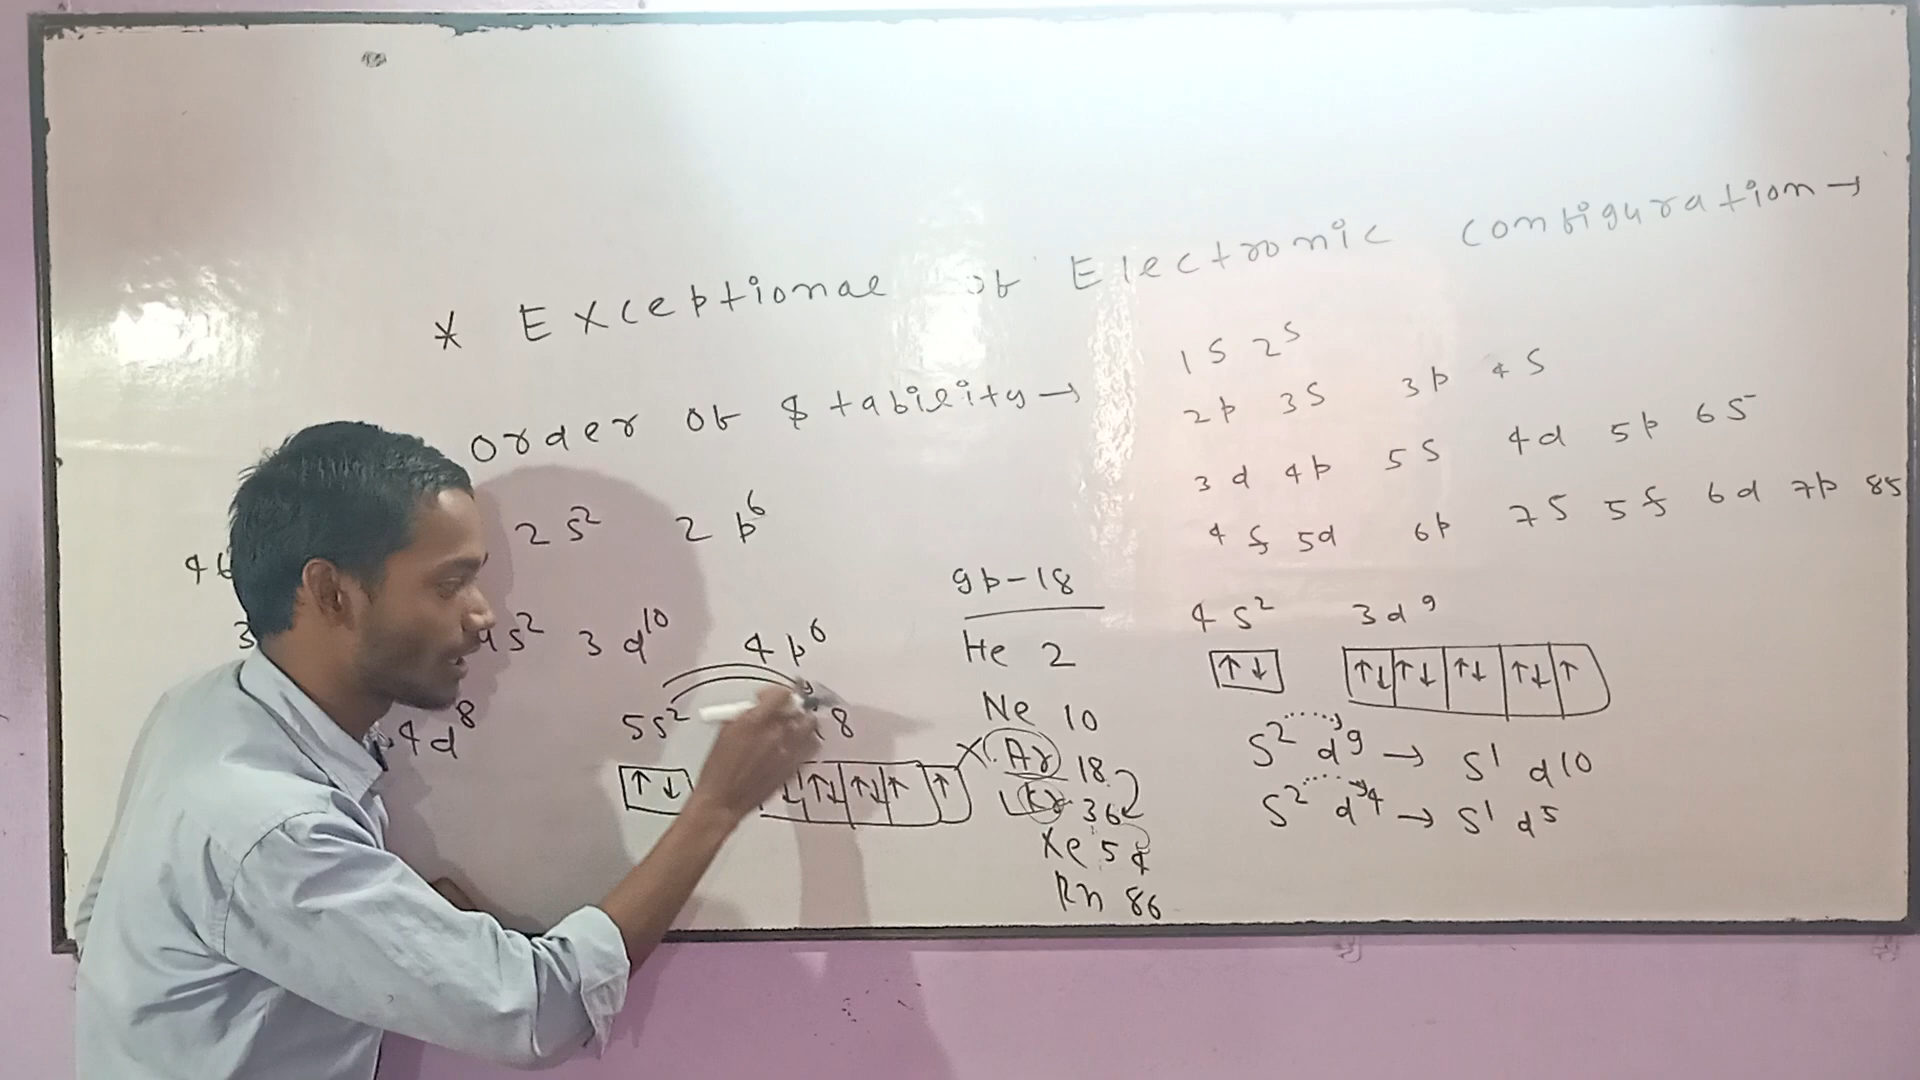 * Exceptional of Electronic configuration →
order of Stability →
1s 2s
2p 3s 3p 4s
3d 4p 5s 4d 5p 6s
4f 5d 6p 7s 5f 6d 7p 8s
46
2s² 2p⁶
3
4s² 3d¹⁰ 4p⁶
4d⁸
5s² 8
↑↓
↑↓ ↑↓ ↑ ↑
gp-18
He 2
Ne 10
Ar 18
Kr 36
Xe 54
Rn 86
4s² 3d⁹
↑↓ ↑↓ ↑↓ ↑↓ ↑↓ ↑
s² d⁹ → s¹ d¹⁰
s² d⁴ → s¹ d⁵